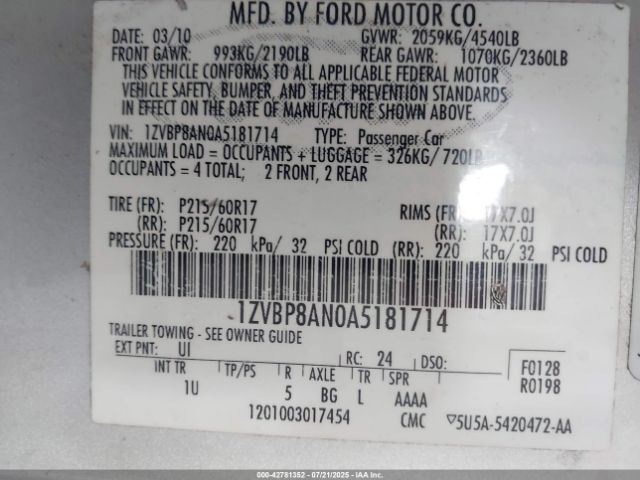 MFD. BY FORD MOTOR CO.
DATE: 03/10 GVWR: 2059KG/4540LB
FRONT GAWR: 993KG/2190LB REAR GAWR: 1070KG/2360LB
THIS VEHICLE CONFORMS TO ALL APPLICABLE FEDERAL MOTOR
VEHICLE SAFETY, BUMPER, AND THEFT PREVENTION STANDARDS
IN EFFECT ON THE DATE OF MANUFACTURE SHOWN ABOVE.
VIN: 1ZVBP8AN0A5181714 TYPE: Passenger Car
MAXIMUM LOAD = OCCUPANTS + LUGGAGE = 326KG/ 720LB
OCCUPANTS = 4 TOTAL; 2 FRONT, 2 REAR
TIRE (FR): P215/60R17 RIMS (FR): 17X7.0J
(RR): P215/60R17 (RR): 17X7.0J
PRESSURE (FR): 220 kPa/ 32 PSI COLD (RR): 220 kPa/ 32 PSI COLD
1ZVBP8AN0A5181714
TRAILER TOWING - SEE OWNER GUIDE
EXT PNT: UI RC: 24 DSO: F0128
INT TR TP/PS R AXLE TR SPR R0198
1U 5 BG L AAAA
1201003017454 CMC ▽5U5A-5420472-AA
000-42781352 - 07/21/2025 - IAAI.COM